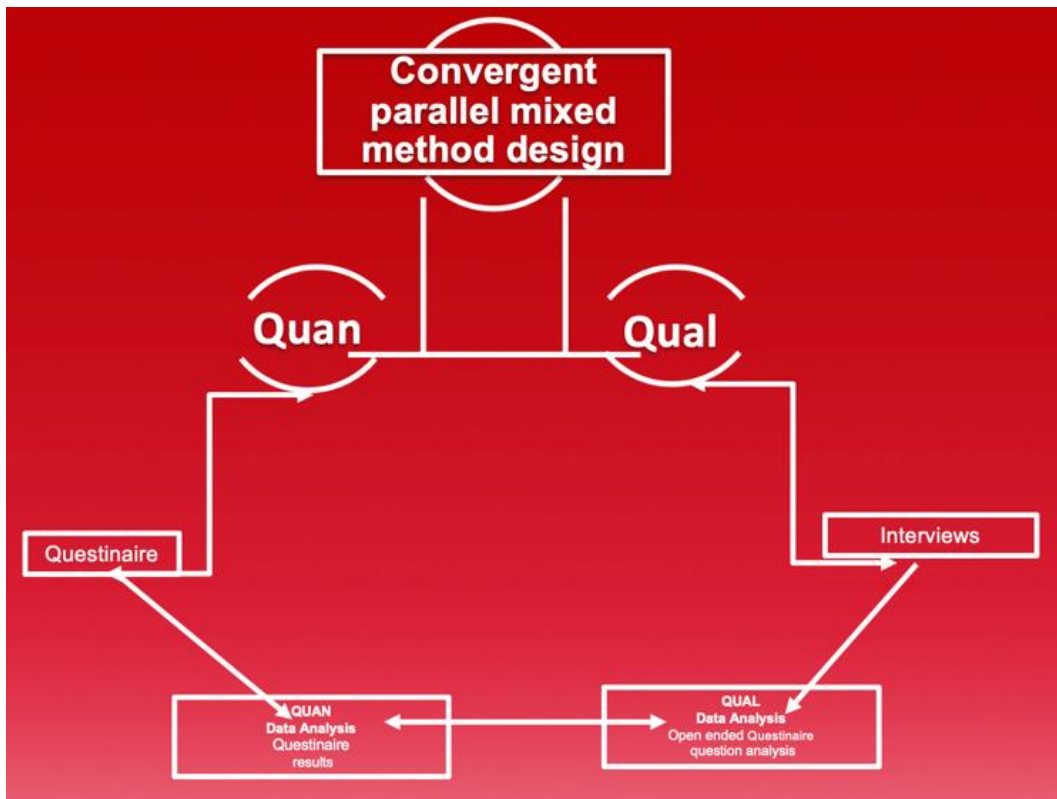 Convergent
parallel mixed
method design
Quan
Qual
Questinaire
Interviews
QUAN
Data Analysis
Questinaire
results
QUAL
Data Analysis
Open ended Questinaire
question analysis